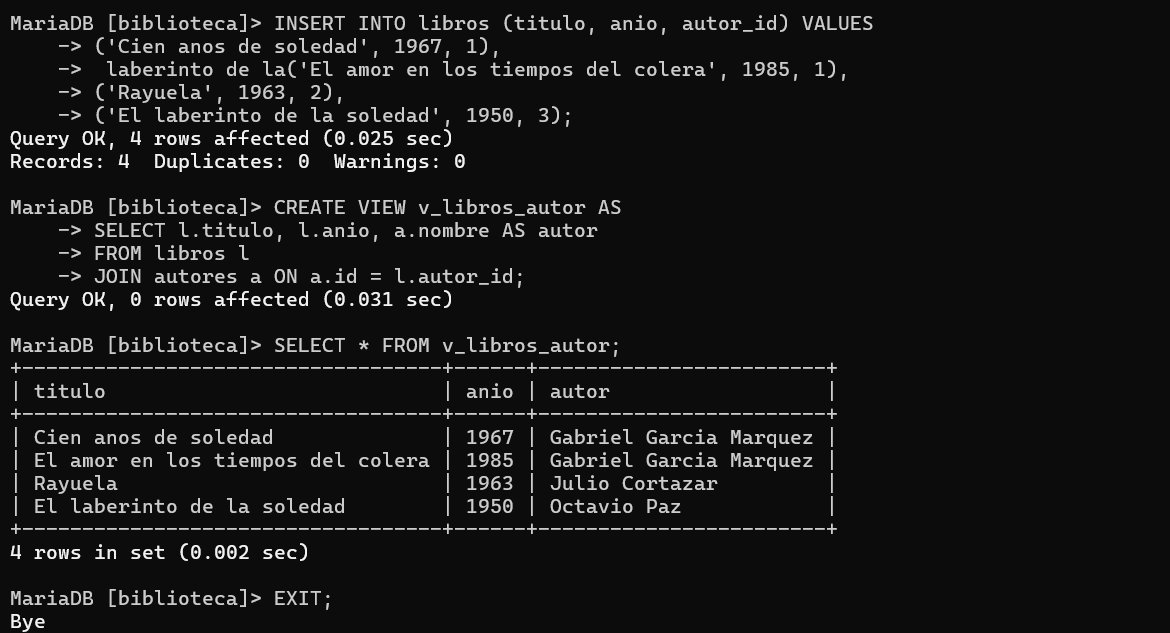 MariaDB [biblioteca]> INSERT INTO libros (titulo, anio, autor_id) VALUES
    -> ('Cien anos de soledad', 1967, 1),
    ->  laberinto de la('El amor en los tiempos del colera', 1985, 1),
    -> ('Rayuela', 1963, 2),
    -> ('El laberinto de la soledad', 1950, 3);
Query OK, 4 rows affected (0.025 sec)
Records: 4  Duplicates: 0  Warnings: 0

MariaDB [biblioteca]> CREATE VIEW v_libros_autor AS
    -> SELECT l.titulo, l.anio, a.nombre AS autor
    -> FROM libros l
    -> JOIN autores a ON a.id = l.autor_id;
Query OK, 0 rows affected (0.031 sec)

MariaDB [biblioteca]> SELECT * FROM v_libros_autor;
+-----------------------------------+------+------------------------+
| titulo                            | anio | autor                  |
+-----------------------------------+------+------------------------+
| Cien anos de soledad              | 1967 | Gabriel Garcia Marquez |
| El amor en los tiempos del colera | 1985 | Gabriel Garcia Marquez |
| Rayuela                           | 1963 | Julio Cortazar         |
| El laberinto de la soledad        | 1950 | Octavio Paz            |
+-----------------------------------+------+------------------------+
4 rows in set (0.002 sec)

MariaDB [biblioteca]> EXIT;
Bye